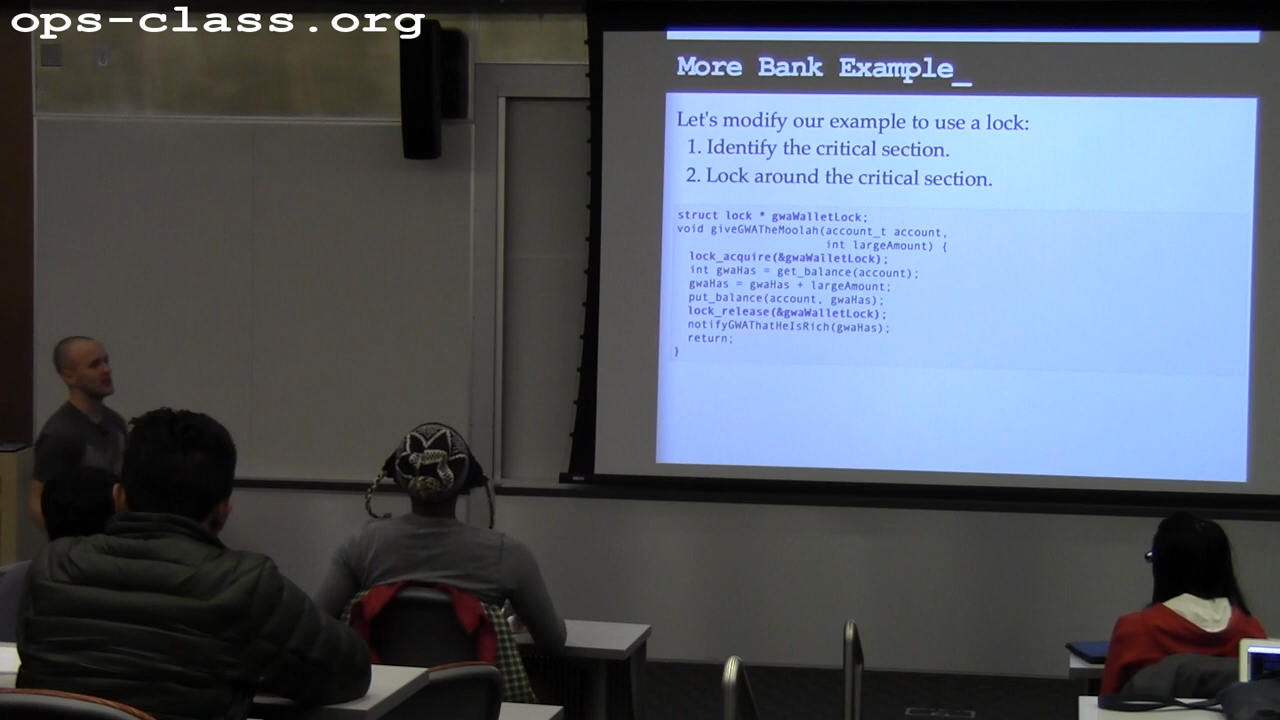 ops-class.org
More Bank Example_
Let's modify our example to use a lock:
1. Identify the critical section.
2. Lock around the critical section.
struct lock * gwaWalletLock;
void giveGWATheMoolah(account_t account,
int largeAmount) {
lock_acquire(&gwaWalletLock);
int gwaHas = get_balance(account);
gwaHas = gwaHas + largeAmount;
put_balance(account, gwaHas);
lock_release(&gwaWalletLock);
notifyGWAThatHeIsRich(gwaHas);
return;
}